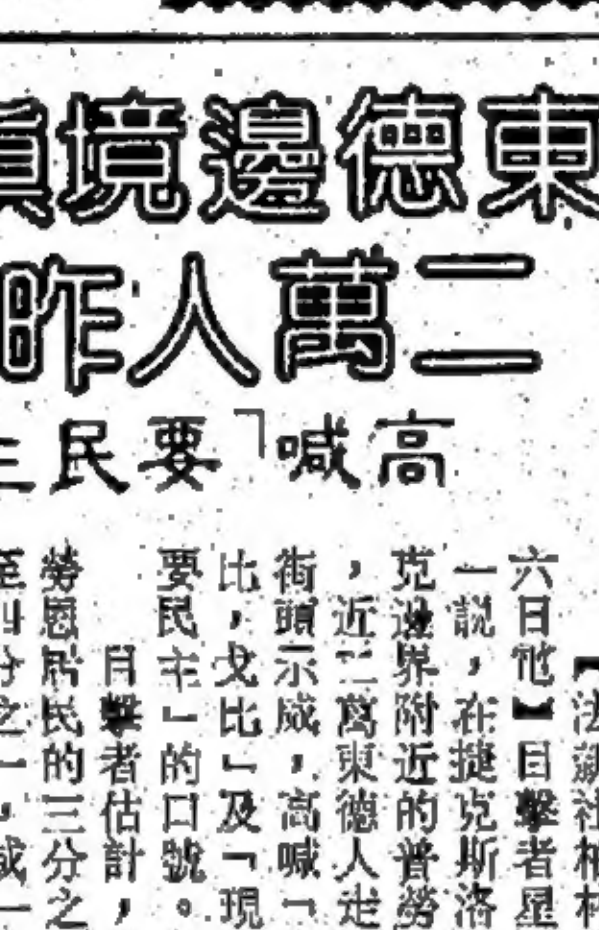 東德邊境鎮
二萬人昨
高喊「要民主
【法新社柏林
六日電】目擊者星
一說,在捷克斯洛
克邊界附近的普勞
,近二萬東德人走
街頭示威,高喊「
比,戈比」及「現
要民主」的口號。
目擊者估計,
勞恩居民的三分之
至四分之一,或一